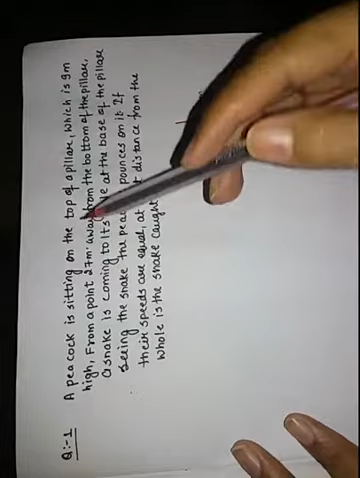 Q:-1 A peacock is sitting on the top of a pillar, which is 9m
high, From a point 27m. away from the bottom of the pillar,
a snake is coming to its at the base of the pillar
seeing the snake the pounces on it If
their speeds are equal, at distance from the
whole is the snake caught